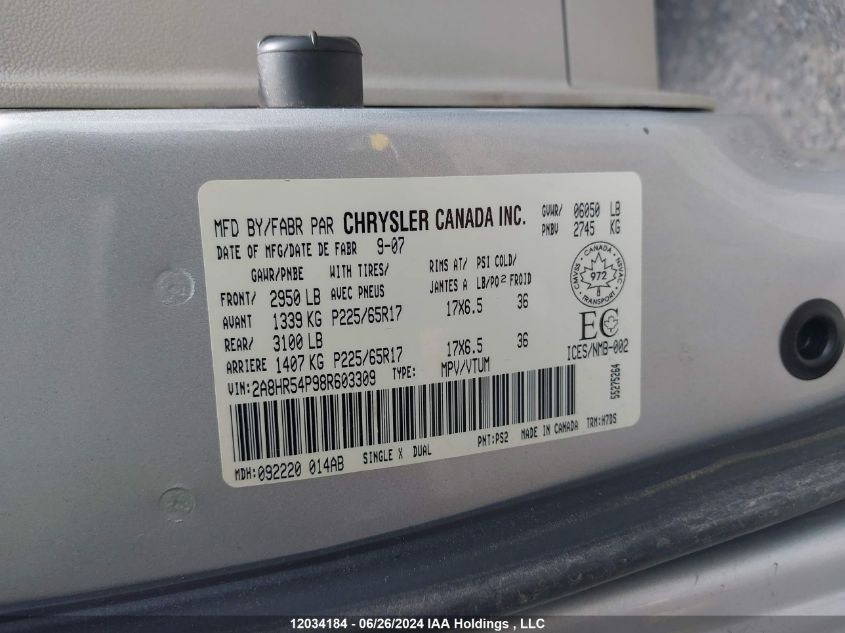 MFD BY/FABR PAR CHRYSLER CANADA INC.
GVWR/ 06050 LB
PNBV 2745 KG
DATE OF MFG/DATE DE FABR 9-07
GAWR/PNBE WITH TIRES/ RIMS AT/ PSI COLD/
AVEC PNEUS JANTES A LB/PO² FROID
FRONT/ 2950 LB
AVANT 1339 KG P225/65R17 17X6.5 36
REAR/ 3100 LB
ARRIERE 1407 KG P225/65R17 17X6.5 36
CANADA
CMVSS NSVAC
972
TRANSPORT
EC
ICES/NMB-002
VIN:2A8HR54P98R603309 TYPE: MPV/VTUM
55275264
MDH:092220 014AB SINGLE X DUAL PNT:PS2 MADE IN CANADA TRM:H7DS
12034184 - 06/26/2024 IAA Holdings , LLC